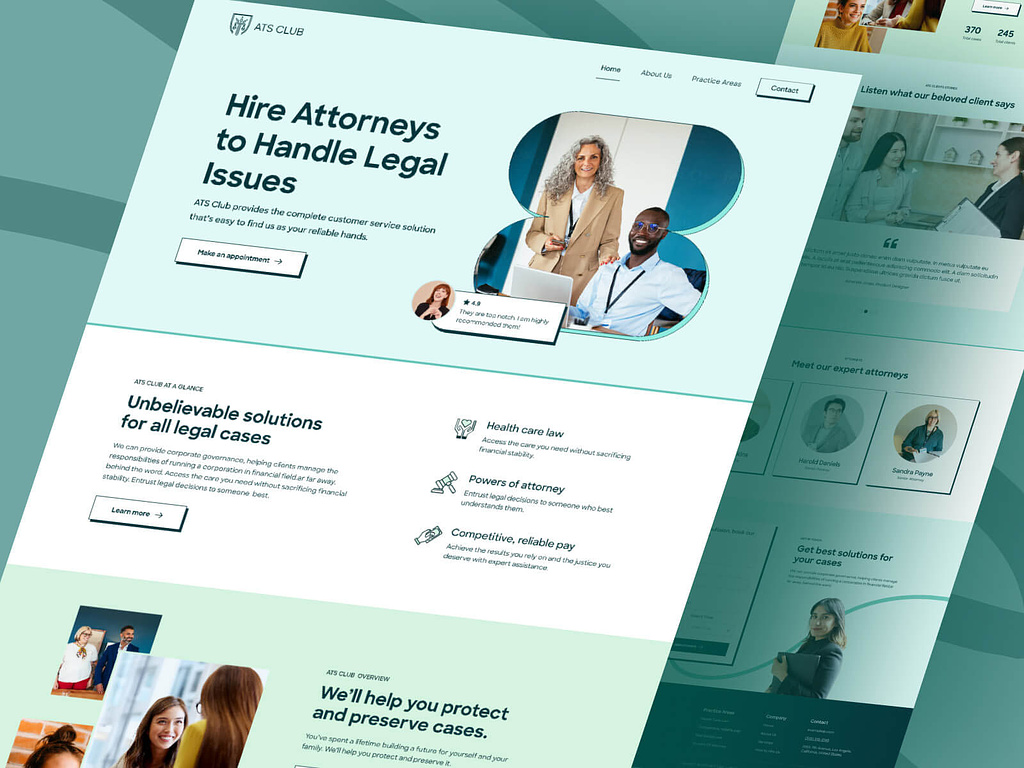 ATS CLUB
Home
About Us
Practice Areas
Contact
Hire Attorneys
to Handle Legal
Issues
ATS Club provides the complete customer service solution
that's easy to find us as your reliable hands.
Make an appointment →
★ 4.9
They are top notch. I am highly
recommended them!
ATS CLUB AT A GLANCE
Unbelievable solutions
for all legal cases
We can provide corporate governance, helping clients manage the
responsibilities of running a corporation in financial field.ar far away,
behind the word. Access the care you need without sacrificing financial
stability. Entrust legal decisions to someone best.
Learn more →
Health care law
Access the care you need without sacrificing
financial stability.
Powers of attorney
Entrust legal decisions to someone who best
understands them.
Competitive, reliable pay
Achieve the results you rely on and the justice you
deserve with expert assistance.
ATS CLUB OVERVIEW
We'll help you protect
and preserve cases.
You've spent a lifetime building a future for yourself and your
family. We'll help you protect and preserve it.
Learn more →
370
245
Total cases
Total clients
Listen what our beloved client says
Meet our expert attorneys
Harold Daniels
Sandra Payne
Senior Attorney
Get best solutions for
your cases
Practice Areas
Company
Contact